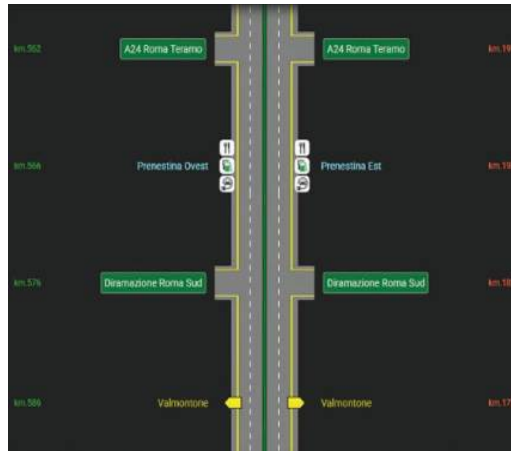 km.562 A24 Roma Teramo A24 Roma Teramo km.19
km.566 Prenestina Ovest Prenestina Est km.19
km.576 Diramazione Roma Sud Diramazione Roma Sud km.18
km.586 Valmontone Valmontone km.17